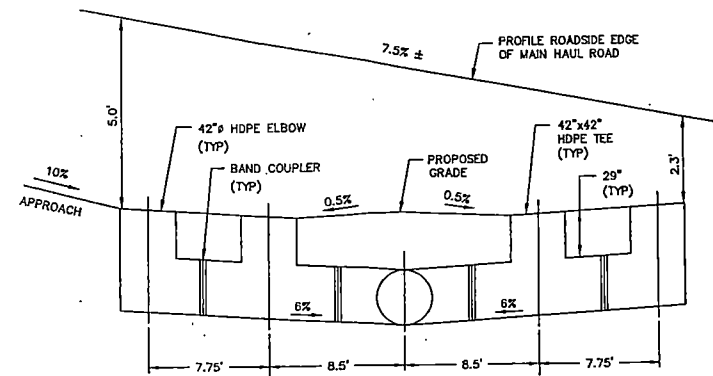 7.5% ±
PROFILE ROADSIDE EDGE
OF MAIN HAUL ROAD
5.0'
42"ø HDPE ELBOW
(TYP)
42"x42"
HDPE TEE
(TYP)
2.3'
BAND COUPLER
(TYP)
PROPOSED
GRADE
29"
(TYP)
10%
APPROACH
0.5%
0.5%
6%
6%
7.75'
8.5'
8.5'
7.75'